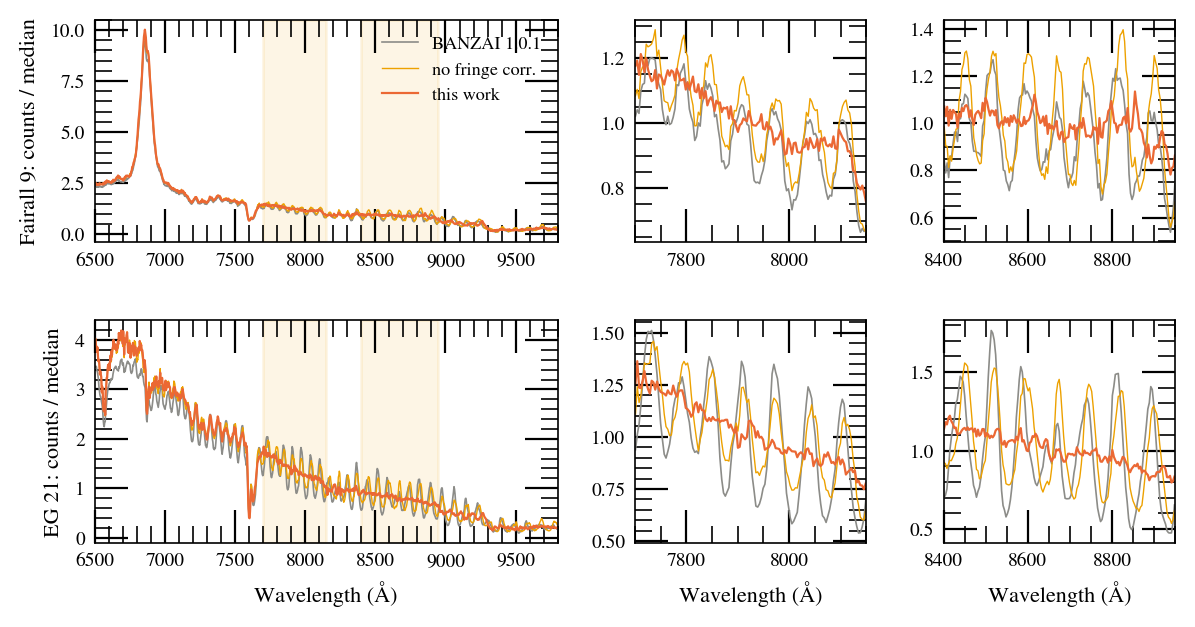 Fairall 9: counts / median
10.0
7.5
5.0
2.5
0.0
BANZAI 1.0.1
no fringe corr.
this work
6500 7000 7500 8000 8500 9000 9500
1.2
1.0
0.8
7800 8000
1.4
1.2
1.0
0.8
0.6
8400 8600 8800
EG 21: counts / median
4
3
2
1
0
6500 7000 7500 8000 8500 9000 9500
Wavelength (Å)
1.50
1.25
1.00
0.75
0.50
7800 8000
Wavelength (Å)
1.5
1.0
0.5
8400 8600 8800
Wavelength (Å)